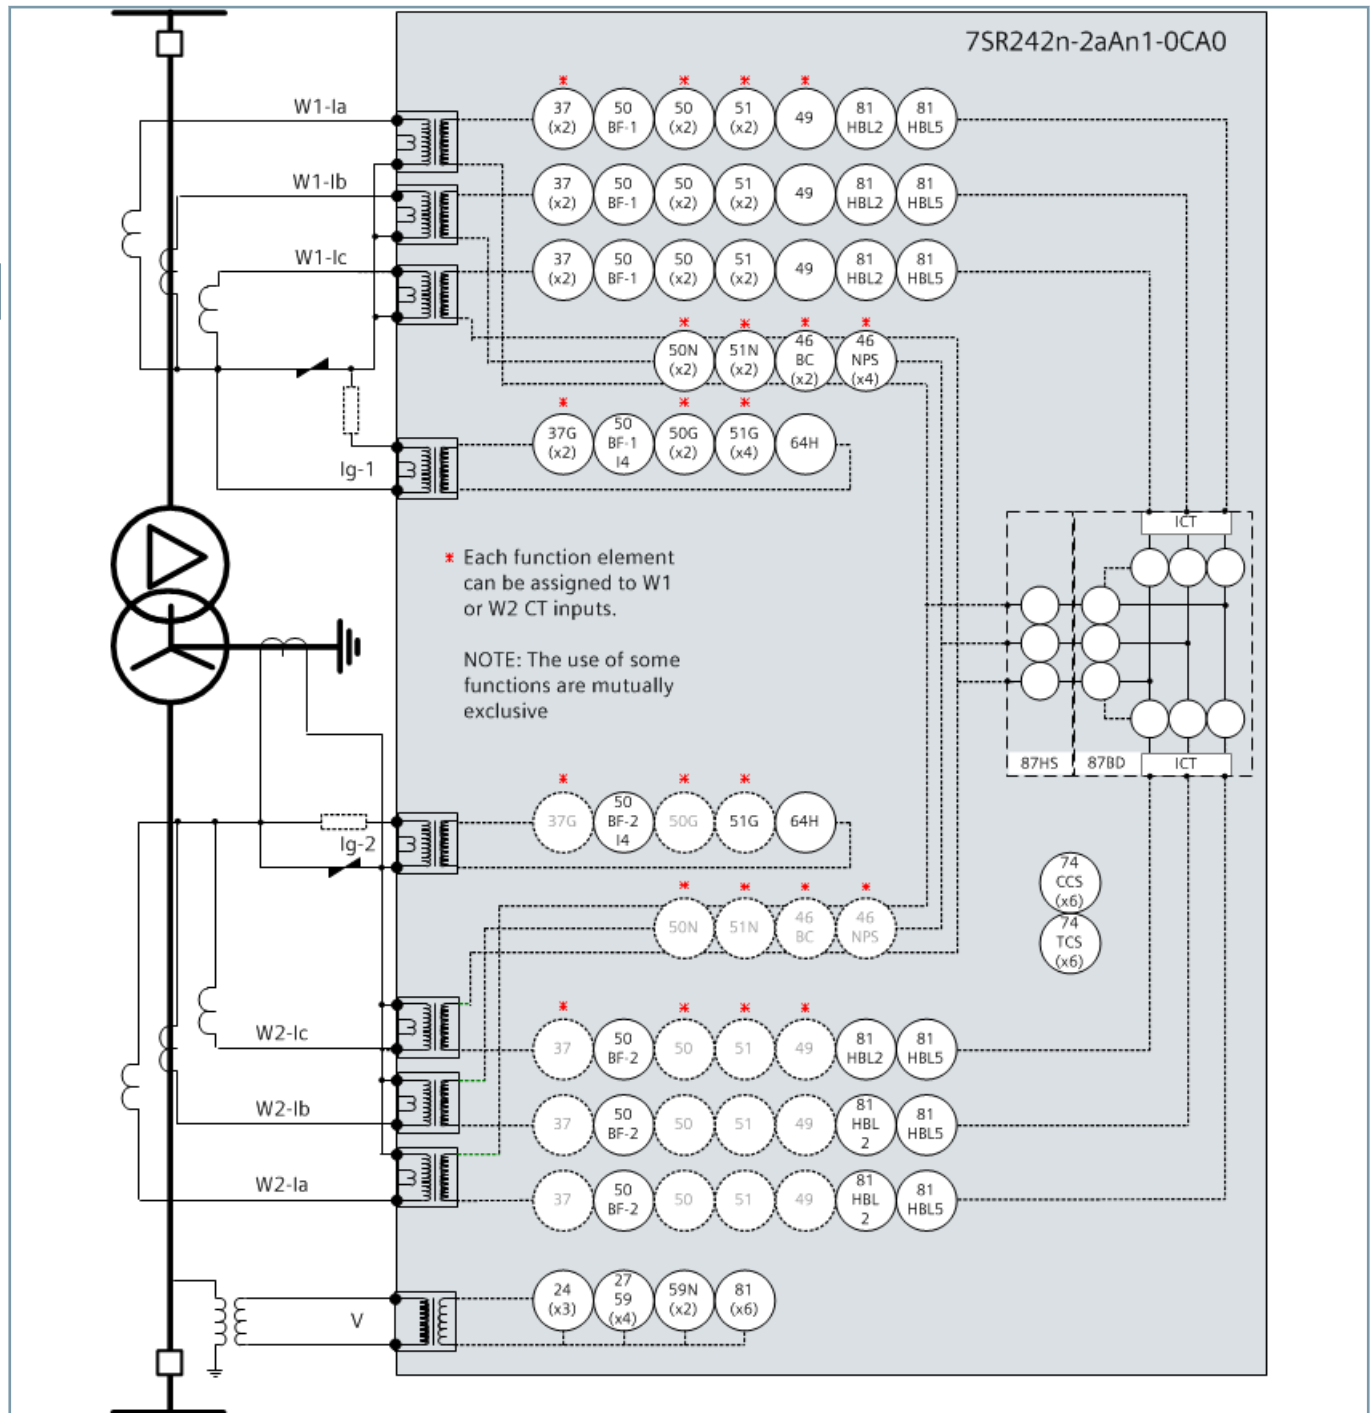 7SR242n-2aAn1-0CA0
* * * *
W1-Ia
37 (x2)
50 BF-1
50 (x2)
51 (x2)
49
81 HBL2
81 HBL5
W1-Ib
37 (x2)
50 BF-1
50 (x2)
51 (x2)
49
81 HBL2
81 HBL5
W1-Ic
37 (x2)
50 BF-1
50 (x2)
51 (x2)
49
81 HBL2
81 HBL5
* * * *
50N (x2)
51N (x2)
46 BC (x2)
46 NPS (x4)
* * *
37G (x2)
50 BF-1 I4
50G (x2)
51G (x4)
64H
Ig-1
ICT
* Each function element
can be assigned to W1
or W2 CT inputs.
NOTE: The use of some
functions are mutually
exclusive
87HS
87BD
ICT
* * *
37G
50 BF-2 I4
50G
51G
64H
Ig-2
74 CCS (x6)
74 TCS (x6)
* * * *
50N
51N
46 BC
46 NPS
* * * *
W2-Ic
37
50 BF-2
50
51
49
81 HBL2
81 HBL5
W2-Ib
37
50 BF-2
50
51
49
81 HBL 2
81 HBL5
W2-Ia
37
50 BF-2
50
51
49
81 HBL 2
81 HBL5
V
24 (x3)
27 59 (x4)
59N (x2)
81 (x6)